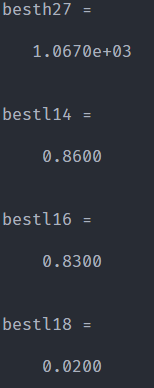 besth27 =
1.0670e+03
bestl14 =
0.8600
bestl16 =
0.8300
bestl18 =
0.0200